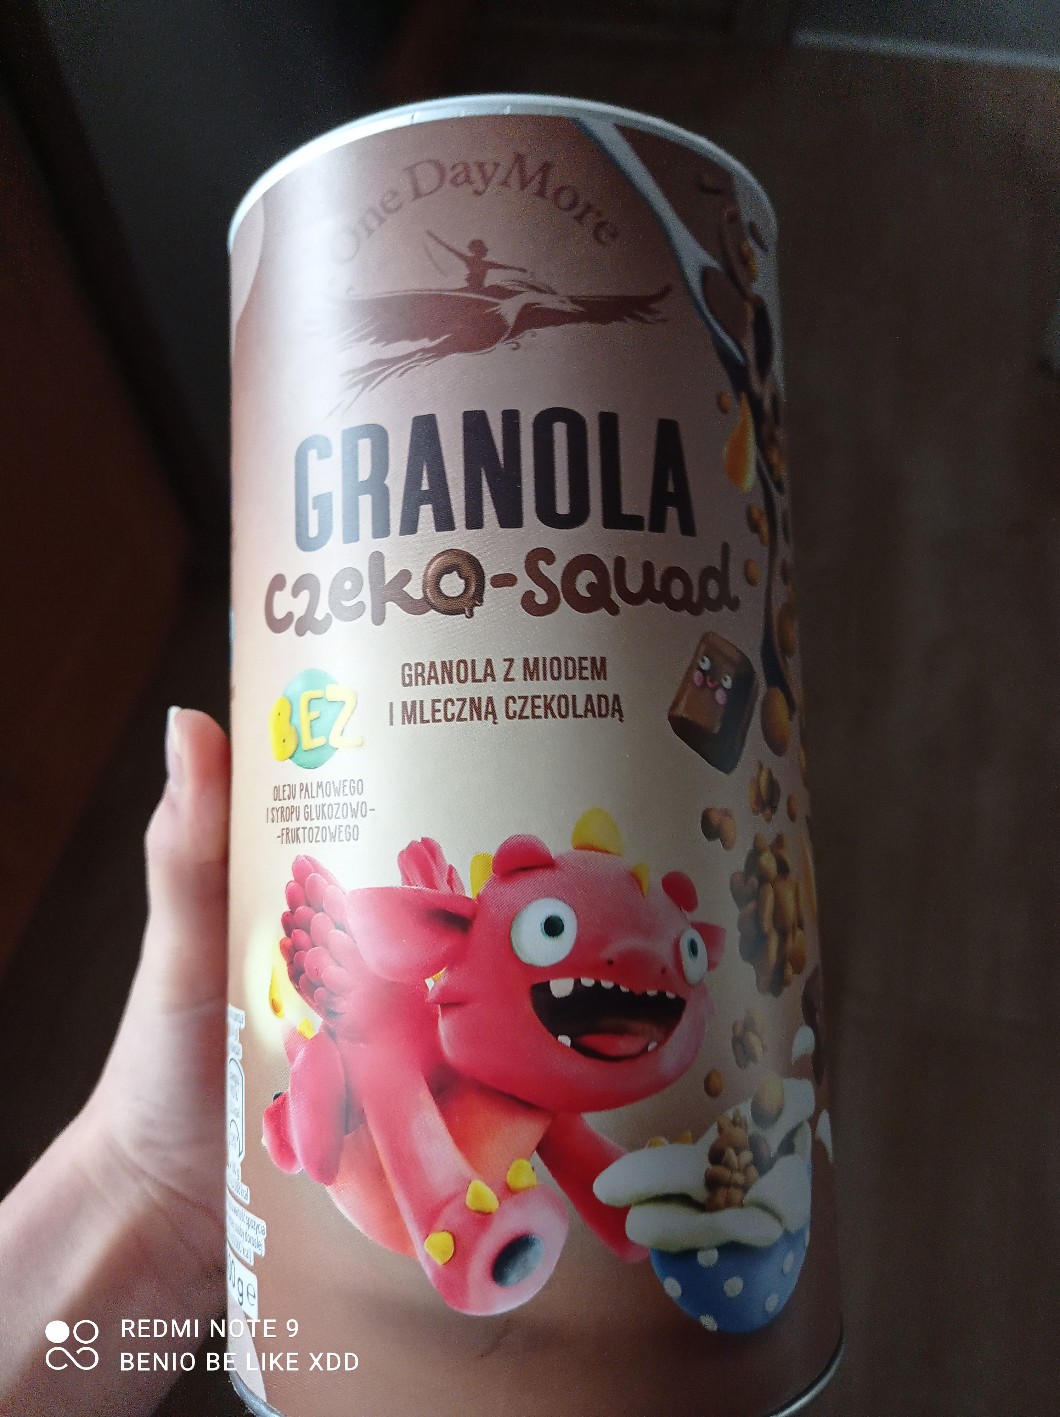 OneDayMore
GRANOLA
czeko-squad
GRANOLA Z MIODEM
I MLECZNĄ CZEKOLADĄ
BEZ
OLEJU PALMOWEGO
I SYROPU GLUKOZOWO-
-FRUKTOZOWEGO
g e
REDMI NOTE 9
BENIO BE LIKE XDD